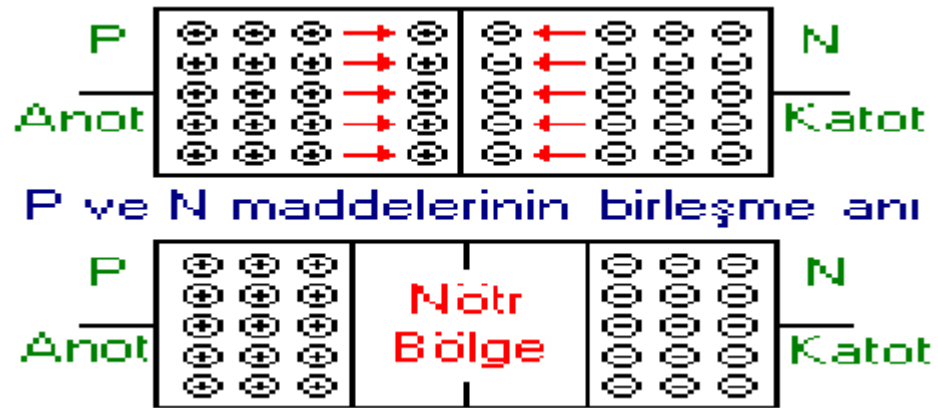 P N
Anot Katot
P ve N maddelerinin birleşme anı
P N
Nötr
Bölge
Anot Katot